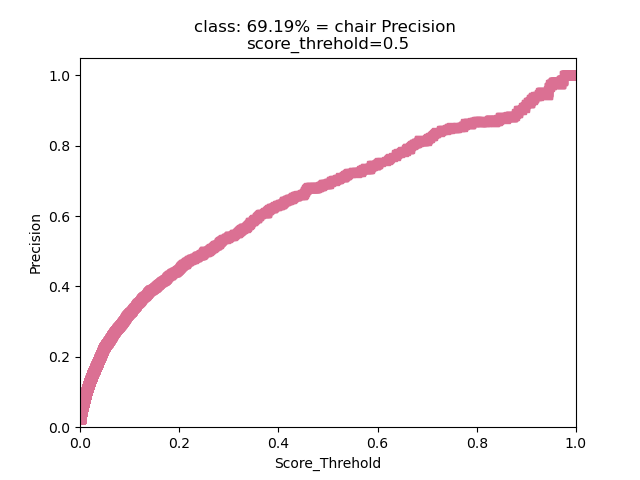 class: 69.19% = chair Precision
score_threhold=0.5
1.0
0.8
0.6
0.4
0.2
0.0
Precision
0.0 0.2 0.4 0.6 0.8 1.0
Score_Threhold